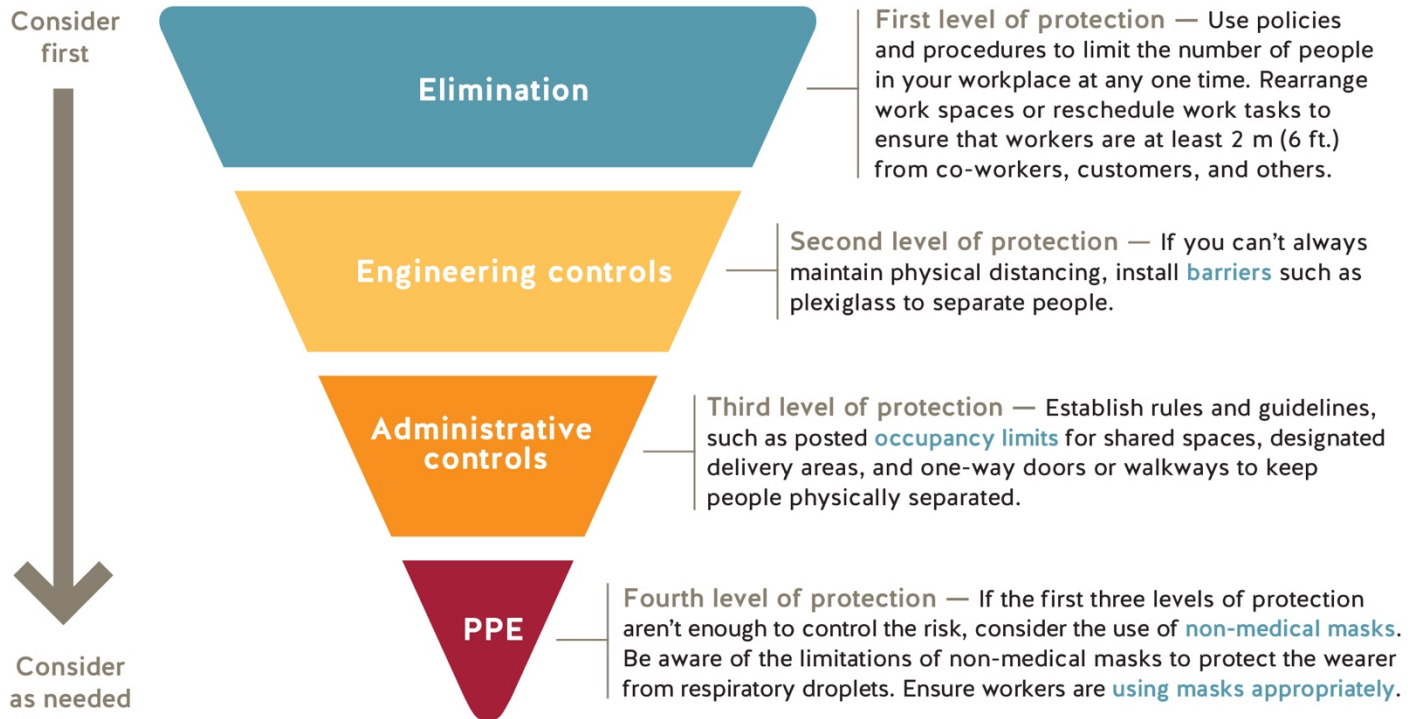 Consider
first
Elimination
First level of protection — Use policies
and procedures to limit the number of people
in your workplace at any one time. Rearrange
work spaces or reschedule work tasks to
ensure that workers are at least 2 m (6 ft.)
from co-workers, customers, and others.
Engineering controls
Second level of protection — If you can’t always
maintain physical distancing, install barriers such as
plexiglass to separate people.
Administrative
controls
Third level of protection — Establish rules and guidelines,
such as posted occupancy limits for shared spaces, designated
delivery areas, and one-way doors or walkways to keep
people physically separated.
PPE
Fourth level of protection — If the first three levels of protection
aren’t enough to control the risk, consider the use of non-medical masks.
Be aware of the limitations of non-medical masks to protect the wearer
from respiratory droplets. Ensure workers are using masks appropriately.
Consider
as needed